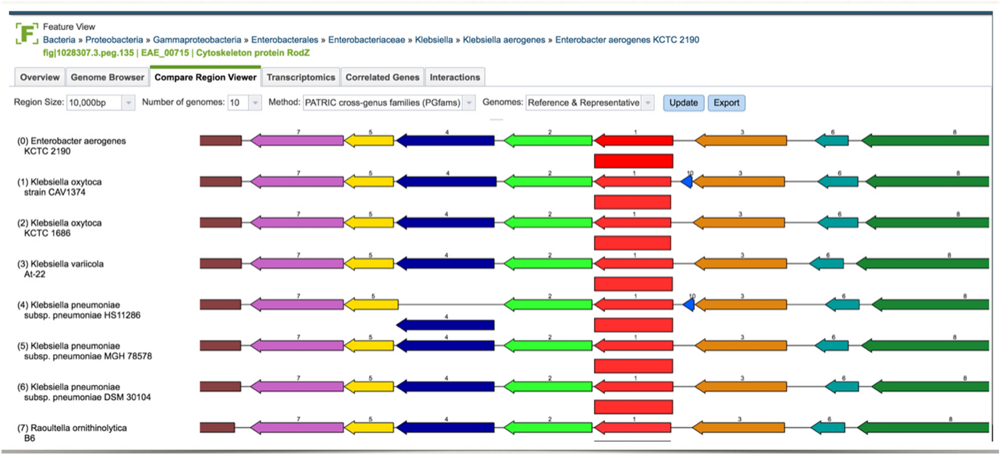 F
Feature View
Bacteria » Proteobacteria » Gammaproteobacteria » Enterobacterales » Enterobacteriaceae » Klebsiella » Klebsiella aerogenes » Enterobacter aerogenes KCTC 2190
fig|1028307.3.peg.135 | EAE_00715 | Cytoskeleton protein RodZ
Overview Genome Browser Compare Region Viewer Transcriptomics Correlated Genes Interactions
Region Size: 10,000bp Number of genomes: 10 Method: PATRIC cross-genus families (PGfams) Genomes: Reference & Representative Update Export
7 5 4 2 1 3 6 8
(0) Enterobacter aerogenes
KCTC 2190
7 5 4 2 1 10 3 6 8
(1) Klebsiella oxytoca
strain CAV1374
7 5 4 2 1 3 6 8
(2) Klebsiella oxytoca
KCTC 1686
7 5 4 2 1 3 6 8
(3) Klebsiella variicola
At-22
7 5 2 1 10 3 6 8
(4) Klebsiella pneumoniae
subsp. pneumoniae HS11286
4
7 5 4 2 1 3 6 8
(5) Klebsiella pneumoniae
subsp. pneumoniae MGH 78578
7 5 4 2 1 3 6 8
(6) Klebsiella pneumoniae
subsp. pneumoniae DSM 30104
7 5 4 2 1 3 6 8
(7) Raoultella ornithinolytica
B6